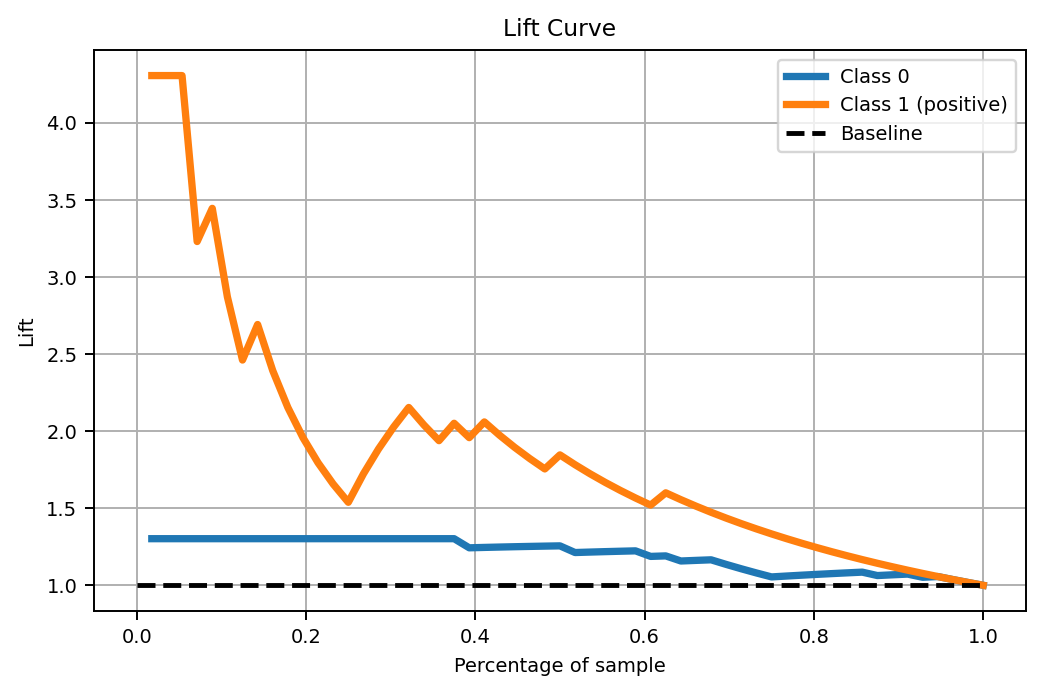 Lift Curve
Class 0
Class 1 (positive)
Baseline
4.0
3.5
3.0
2.5
2.0
1.5
1.0
Lift
0.0
0.2
0.4
0.6
0.8
1.0
Percentage of sample